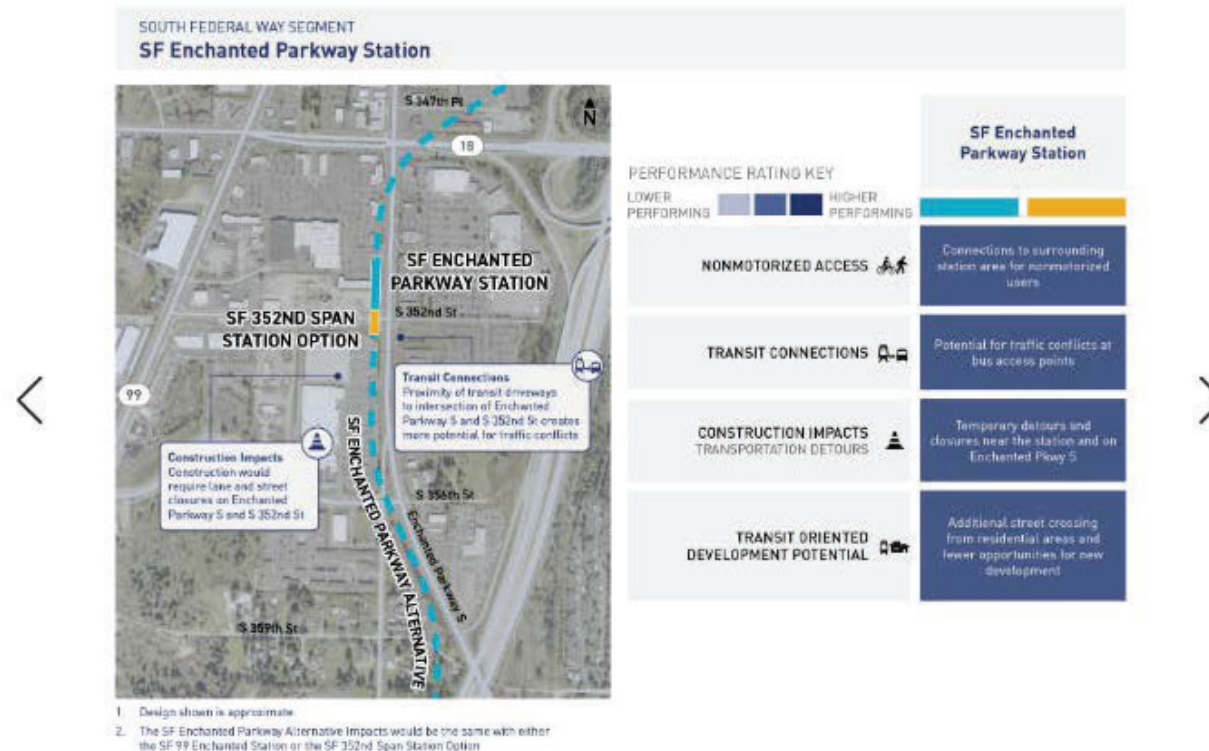 SOUTH FEDERAL WAY SEGMENT
SF Enchanted Parkway Station
S 347th Pl
N
18
SF ENCHANTED
PARKWAY STATION
SF 352ND SPAN
STATION OPTION
S 352nd St
99
Transit Connections
Proximity of transit driveways
to intersection of Enchanted
Parkway S and S 352nd St creates
more potential for traffic conflicts
Construction Impacts
Construction would
require lane and street
closures on Enchanted
Parkway S and S 352nd St
SF ENCHANTED PARKWAY ALTERNATIVE
S 356th St
Enchanted Parkway S
S 359th St
1. Design shown is approximate.
2. The SF Enchanted Parkway Alternative Impacts would be the same with either
the SF 99 Enchanted Station or the SF 352nd Span Station Option
PERFORMANCE RATING KEY
LOWER
PERFORMING
HIGHER
PERFORMING
SF Enchanted
Parkway Station
NONMOTORIZED ACCESS
Connections to surrounding
station area for nonmotorized
users
TRANSIT CONNECTIONS
Potential for traffic conflicts at
bus access points
CONSTRUCTION IMPACTS
TRANSPORTATION DETOURS
Temporary detours and
closures near the station and on
Enchanted Pkwy S
TRANSIT ORIENTED
DEVELOPMENT POTENTIAL
Additional street crossing
from residential areas and
fewer opportunities for new
development